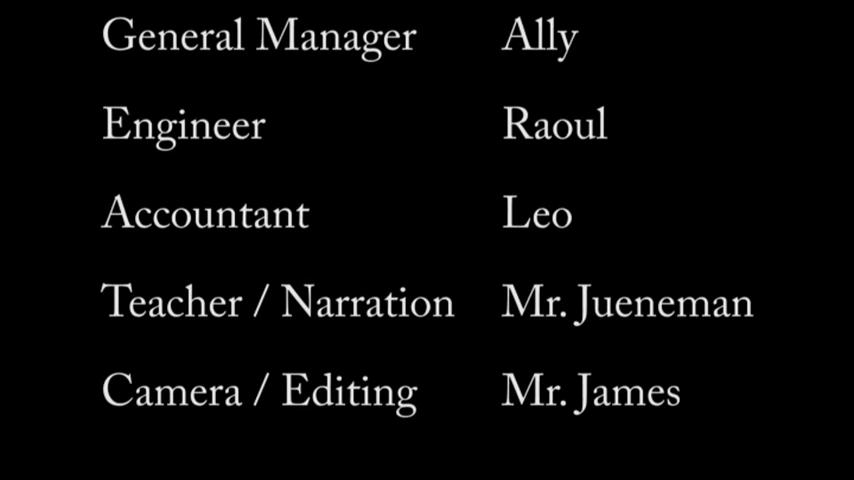 General Manager Ally
Engineer Raoul
Accountant Leo
Teacher / Narration Mr. Jueneman
Camera / Editing Mr. James